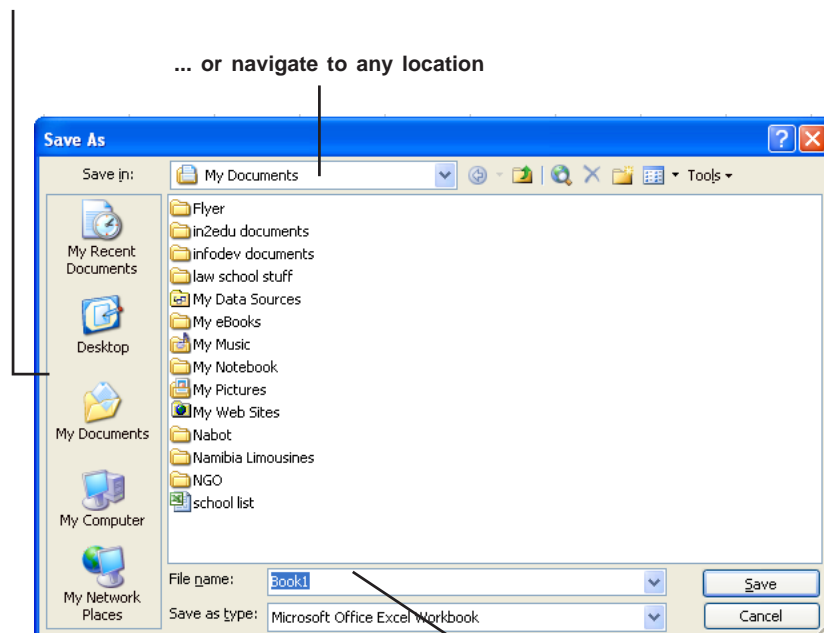 ... or navigate to any location
Save As
Save in:
My Documents
Tools
My Recent
Documents
Desktop
My Documents
My Computer
My Network
Places
Flyer
in2edu documents
infodev documents
law school stuff
My Data Sources
My eBooks
My Music
My Notebook
My Pictures
My Web Sites
Nabot
Namibia Limousines
NGO
school list
File name:
Book1
Save
Save as type:
Microsoft Office Excel Workbook
Cancel